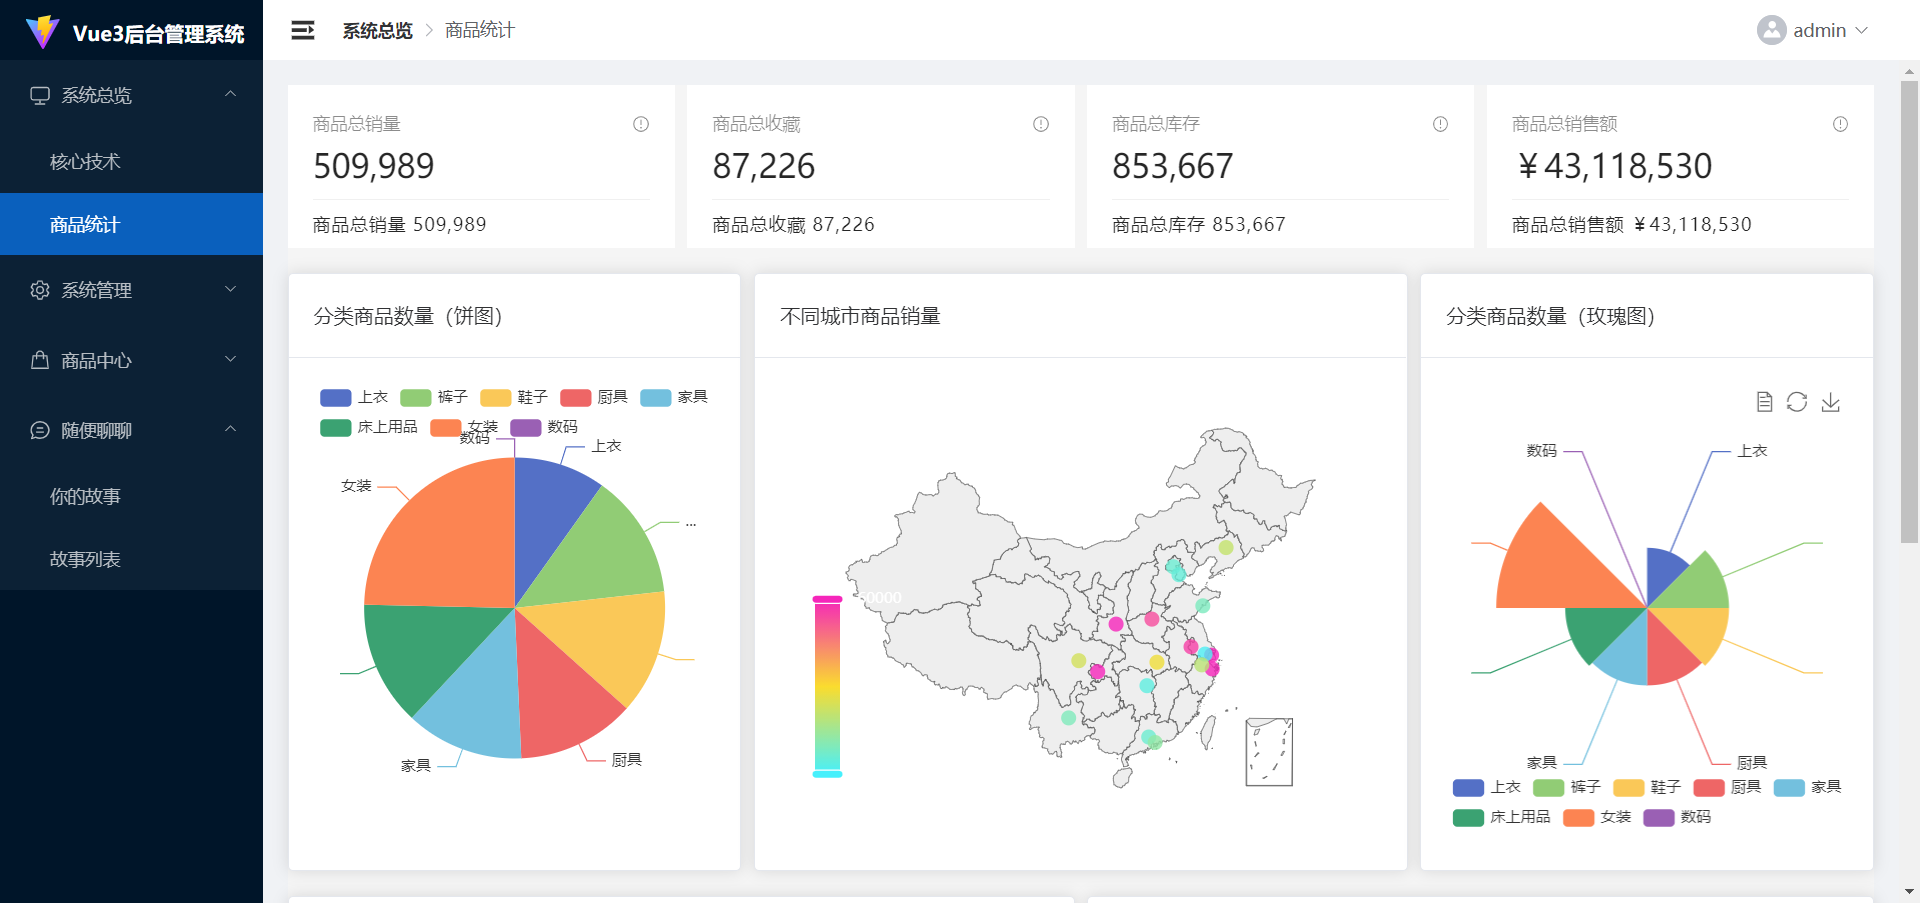 Vue3后台管理系统
系统总览
核心技术
商品统计
系统管理
商品中心
随便聊聊
你的故事
故事列表
系统总览 > 商品统计
admin
商品总销量
509,989
商品总销量 509,989
商品总收藏
87,226
商品总收藏 87,226
商品总库存
853,667
商品总库存 853,667
商品总销售额
￥43,118,530
商品总销售额 ￥43,118,530
分类商品数量（饼图）
上衣 裤子 鞋子 厨具 家具
床上用品 女装 数码
数码
上衣
女装
...
家具
厨具
不同城市商品销量
分类商品数量（玫瑰图）
数码
上衣
家具
厨具
上衣 裤子 鞋子 厨具 家具
床上用品 女装 数码